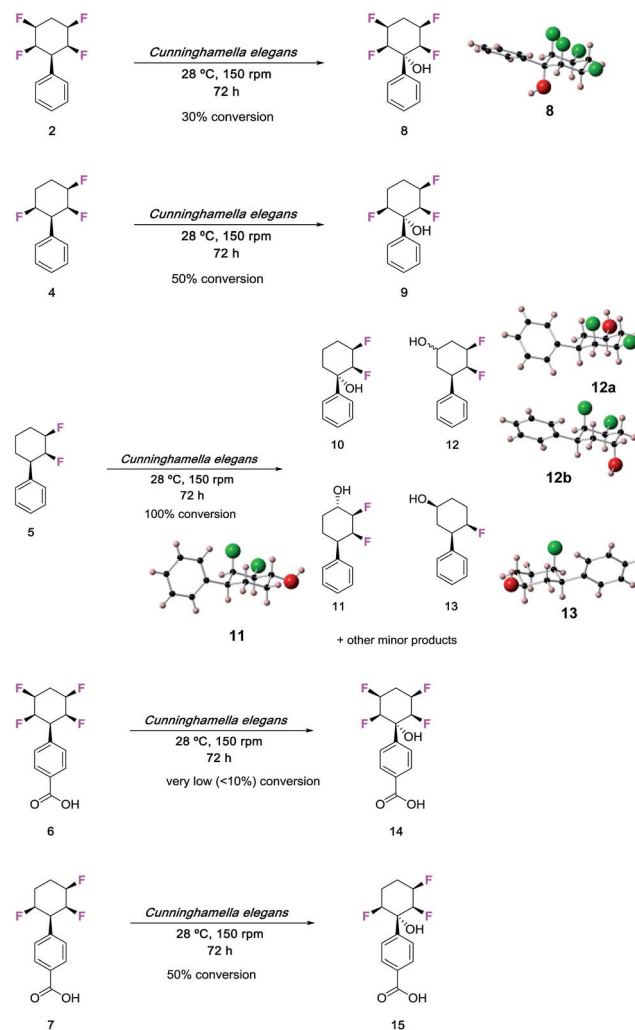 F F
F F
2
Cunninghamella elegans
28 ºC, 150 rpm
72 h
30% conversion
F F
F F
OH
8
8
F
F F
4
Cunninghamella elegans
28 ºC, 150 rpm
72 h
50% conversion
F
F F
OH
9
F
F
5
Cunninghamella elegans
28 ºC, 150 rpm
72 h
100% conversion
F
F
OH
10
HO
F
F
12
12a
12b
OH
F
F
11
HO
F
13
11
13
+ other minor products
F F
F F
O OH
6
Cunninghamella elegans
28 ºC, 150 rpm
72 h
very low (<10%) conversion
F F
F F
OH
O OH
14
F
F F
O OH
7
Cunninghamella elegans
28 ºC, 150 rpm
72 h
50% conversion
F
F F
OH
O OH
15